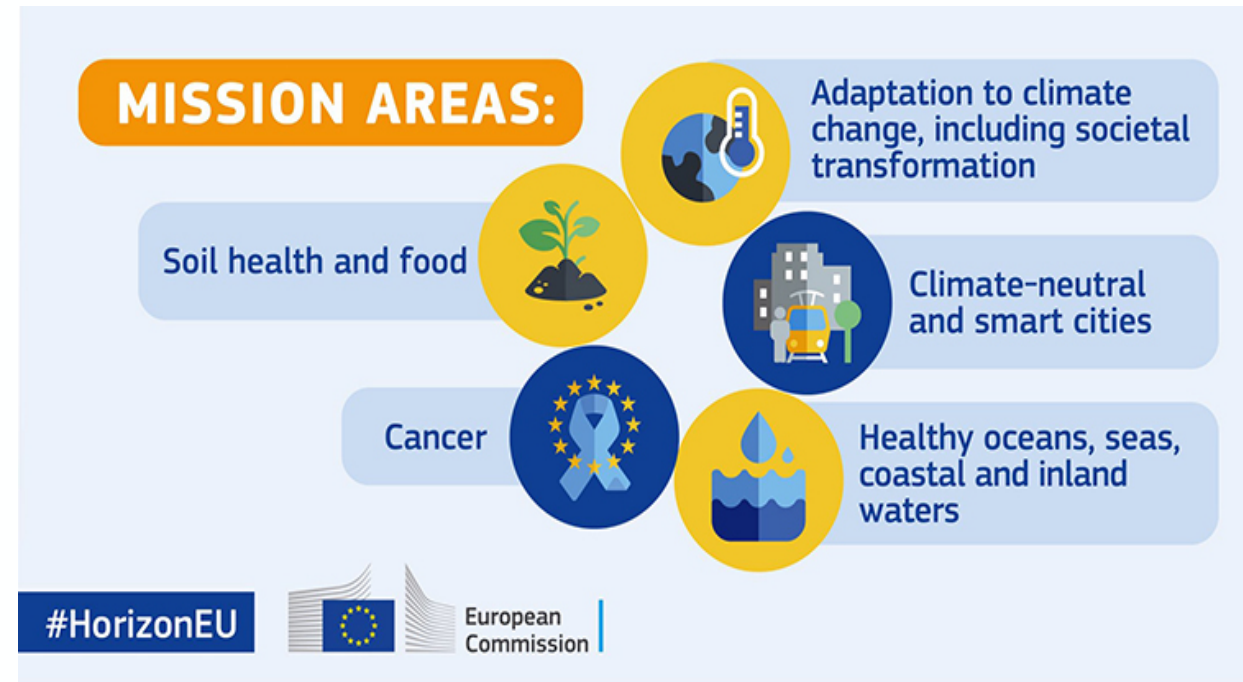 MISSION AREAS:
Adaptation to climate
change, including societal
transformation
Soil health and food
Climate-neutral
and smart cities
Cancer
Healthy oceans, seas,
coastal and inland
waters
#HorizonEU
European
Commission